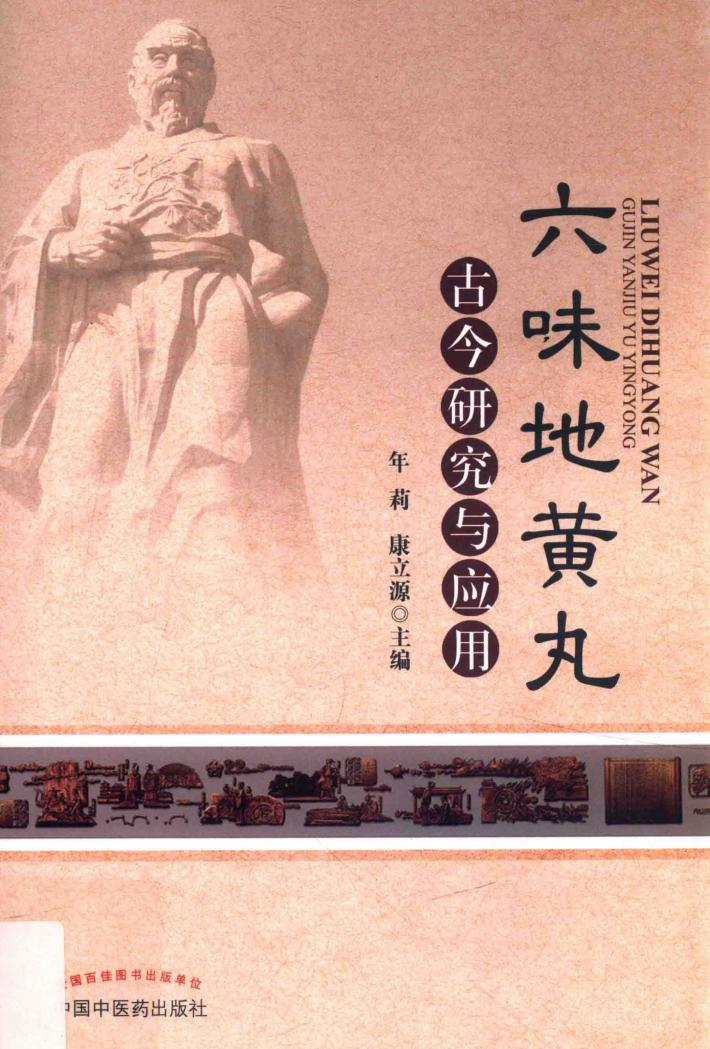 六味地黄丸
LIUWEI DIHUANG WAN
GUJIN YANJIU YU YINGYONG
古今研究与应用
年莉 康立源◎主编
国百佳图书出版单位
中国中医药出版社